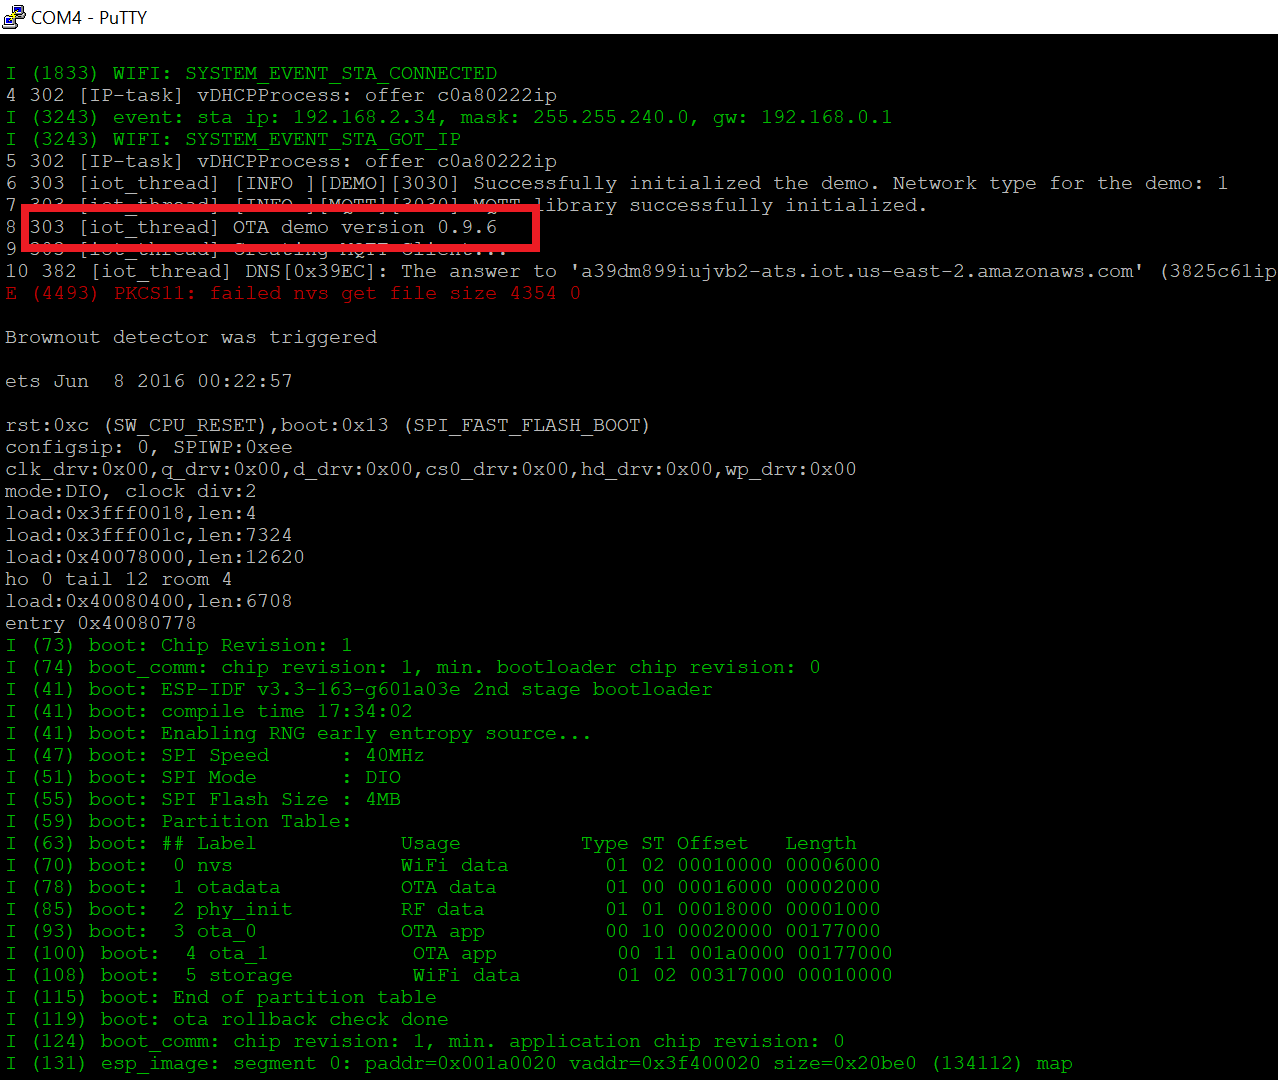 COM4 - PuTTY
I (1833) WIFI: SYSTEM_EVENT_STA_CONNECTED
4 302 [IP-task] vDHCPProcess: offer c0a80222ip
I (3243) event: sta ip: 192.168.2.34, mask: 255.255.240.0, gw: 192.168.0.1
I (3243) WIFI: SYSTEM_EVENT_STA_GOT_IP
5 302 [IP-task] vDHCPProcess: offer c0a80222ip
6 303 [iot_thread] [INFO ][DEMO][3030] Successfully initialized the demo. Network type for the demo: 1
7 303 [iot_thread] [INFO ][MQTT][3030] MQTT library successfully initialized.
8 303 [iot_thread] OTA demo version 0.9.6
9 303 [iot_thread] Creating MQTT Client...
10 382 [iot_thread] DNS[0x39EC]: The answer to 'a39dm899iujvb2-ats.iot.us-east-2.amazonaws.com' (3825c61ip
E (4493) PKCS11: failed nvs get file size 4354 0
Brownout detector was triggered
ets Jun  8 2016 00:22:57
rst:0xc (SW_CPU_RESET),boot:0x13 (SPI_FAST_FLASH_BOOT)
configsip: 0, SPIWP:0xee
clk_drv:0x00,q_drv:0x00,d_drv:0x00,cs0_drv:0x00,hd_drv:0x00,wp_drv:0x00
mode:DIO, clock div:2
load:0x3fff0018,len:4
load:0x3fff001c,len:7324
load:0x40078000,len:12620
ho 0 tail 12 room 4
load:0x40080400,len:6708
entry 0x40080778
I (73) boot: Chip Revision: 1
I (74) boot_comm: chip revision: 1, min. bootloader chip revision: 0
I (41) boot: ESP-IDF v3.3-163-g601a03e 2nd stage bootloader
I (41) boot: compile time 17:34:02
I (41) boot: Enabling RNG early entropy source...
I (47) boot: SPI Speed      : 40MHz
I (51) boot: SPI Mode       : DIO
I (55) boot: SPI Flash Size : 4MB
I (59) boot: Partition Table:
I (63) boot: ## Label            Usage          Type ST Offset   Length
I (70) boot:  0 nvs              WiFi data        01 02 00010000 00006000
I (78) boot:  1 otadata          OTA data         01 00 00016000 00002000
I (85) boot:  2 phy_init         RF data          01 01 00018000 00001000
I (93) boot:  3 ota_0            OTA app          00 10 00020000 00177000
I (100) boot:  4 ota_1            OTA app          00 11 001a0000 00177000
I (108) boot:  5 storage          WiFi data        01 02 00317000 00010000
I (115) boot: End of partition table
I (119) boot: ota rollback check done
I (124) boot_comm: chip revision: 1, min. application chip revision: 0
I (131) esp_image: segment 0: paddr=0x001a0020 vaddr=0x3f400020 size=0x20be0 (134112) map